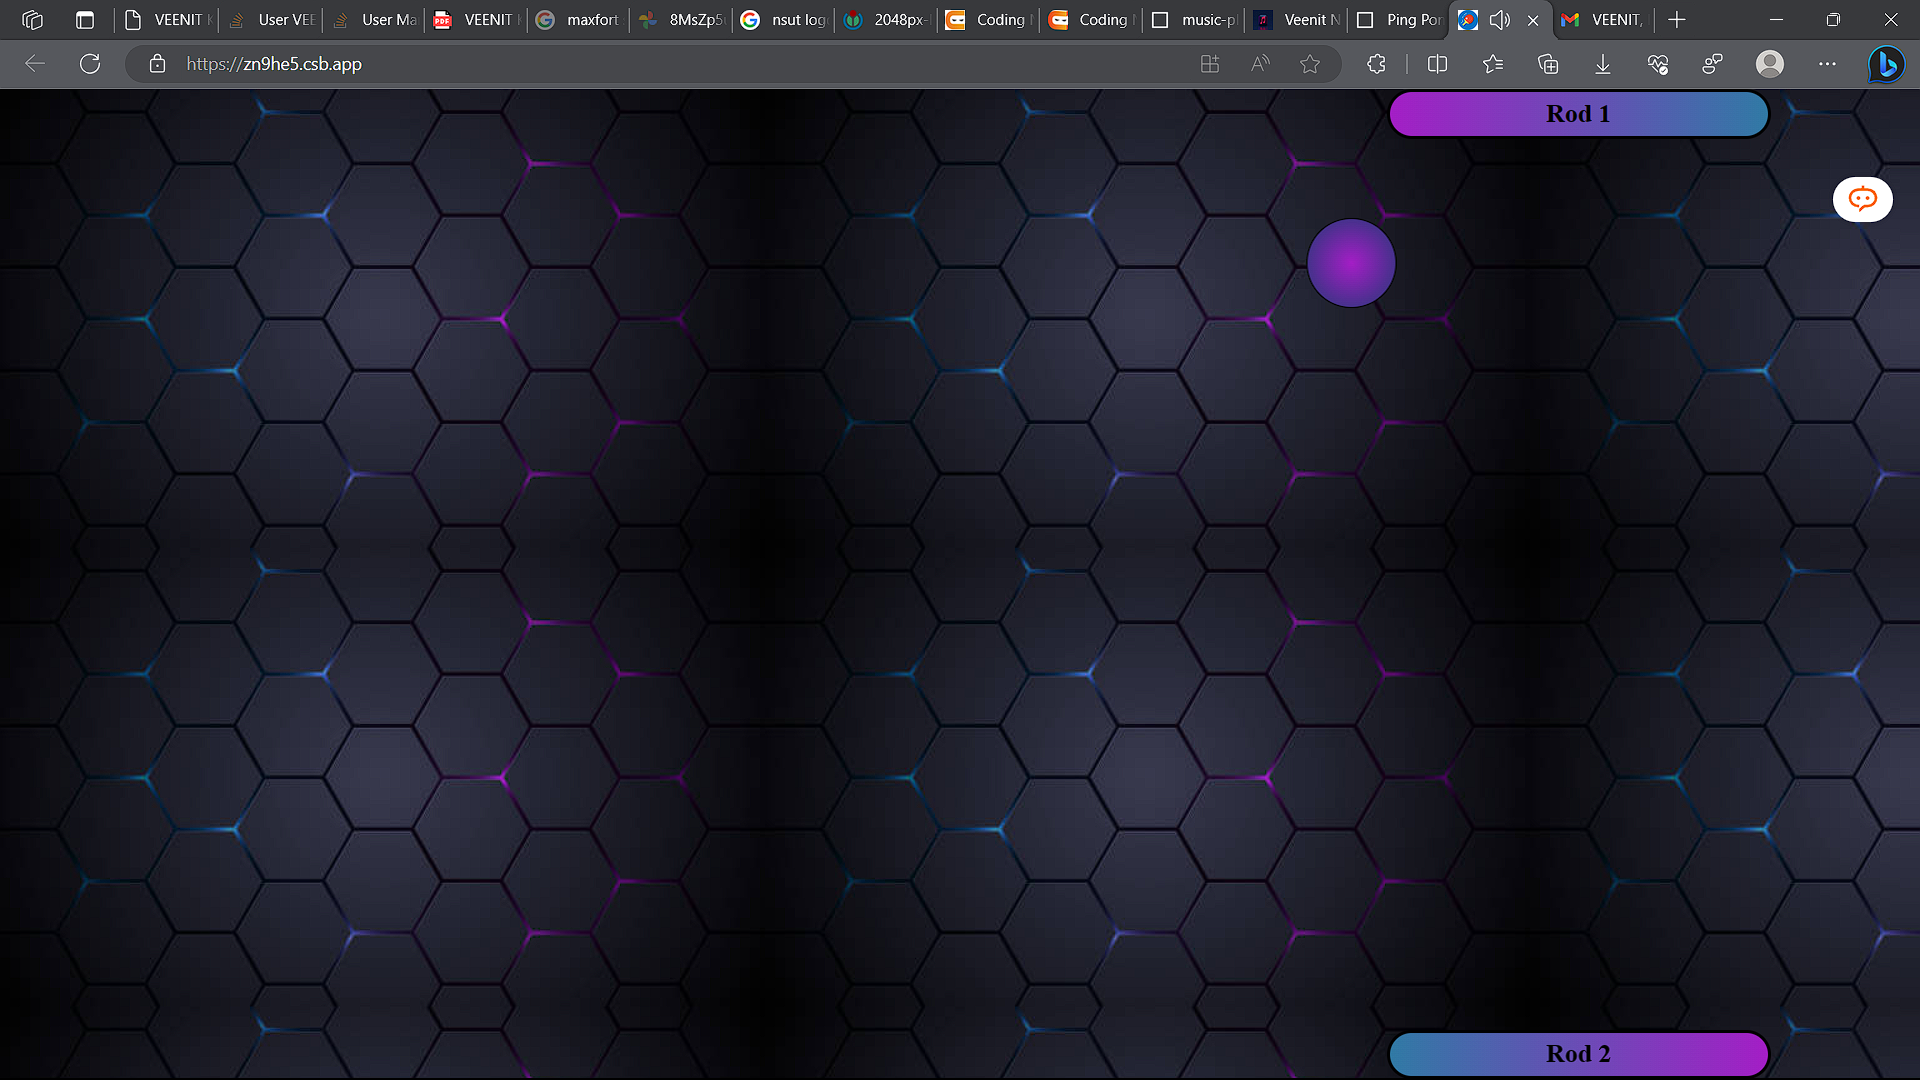 VEENIT
User VEE
User Ma
VEENIT
maxfort
8MsZp5
nsut log
2048px-
Coding
Coding
music-p
Veenit N
Ping Po
VEENIT,
https://zn9he5.csb.app
Rod 1
Rod 2